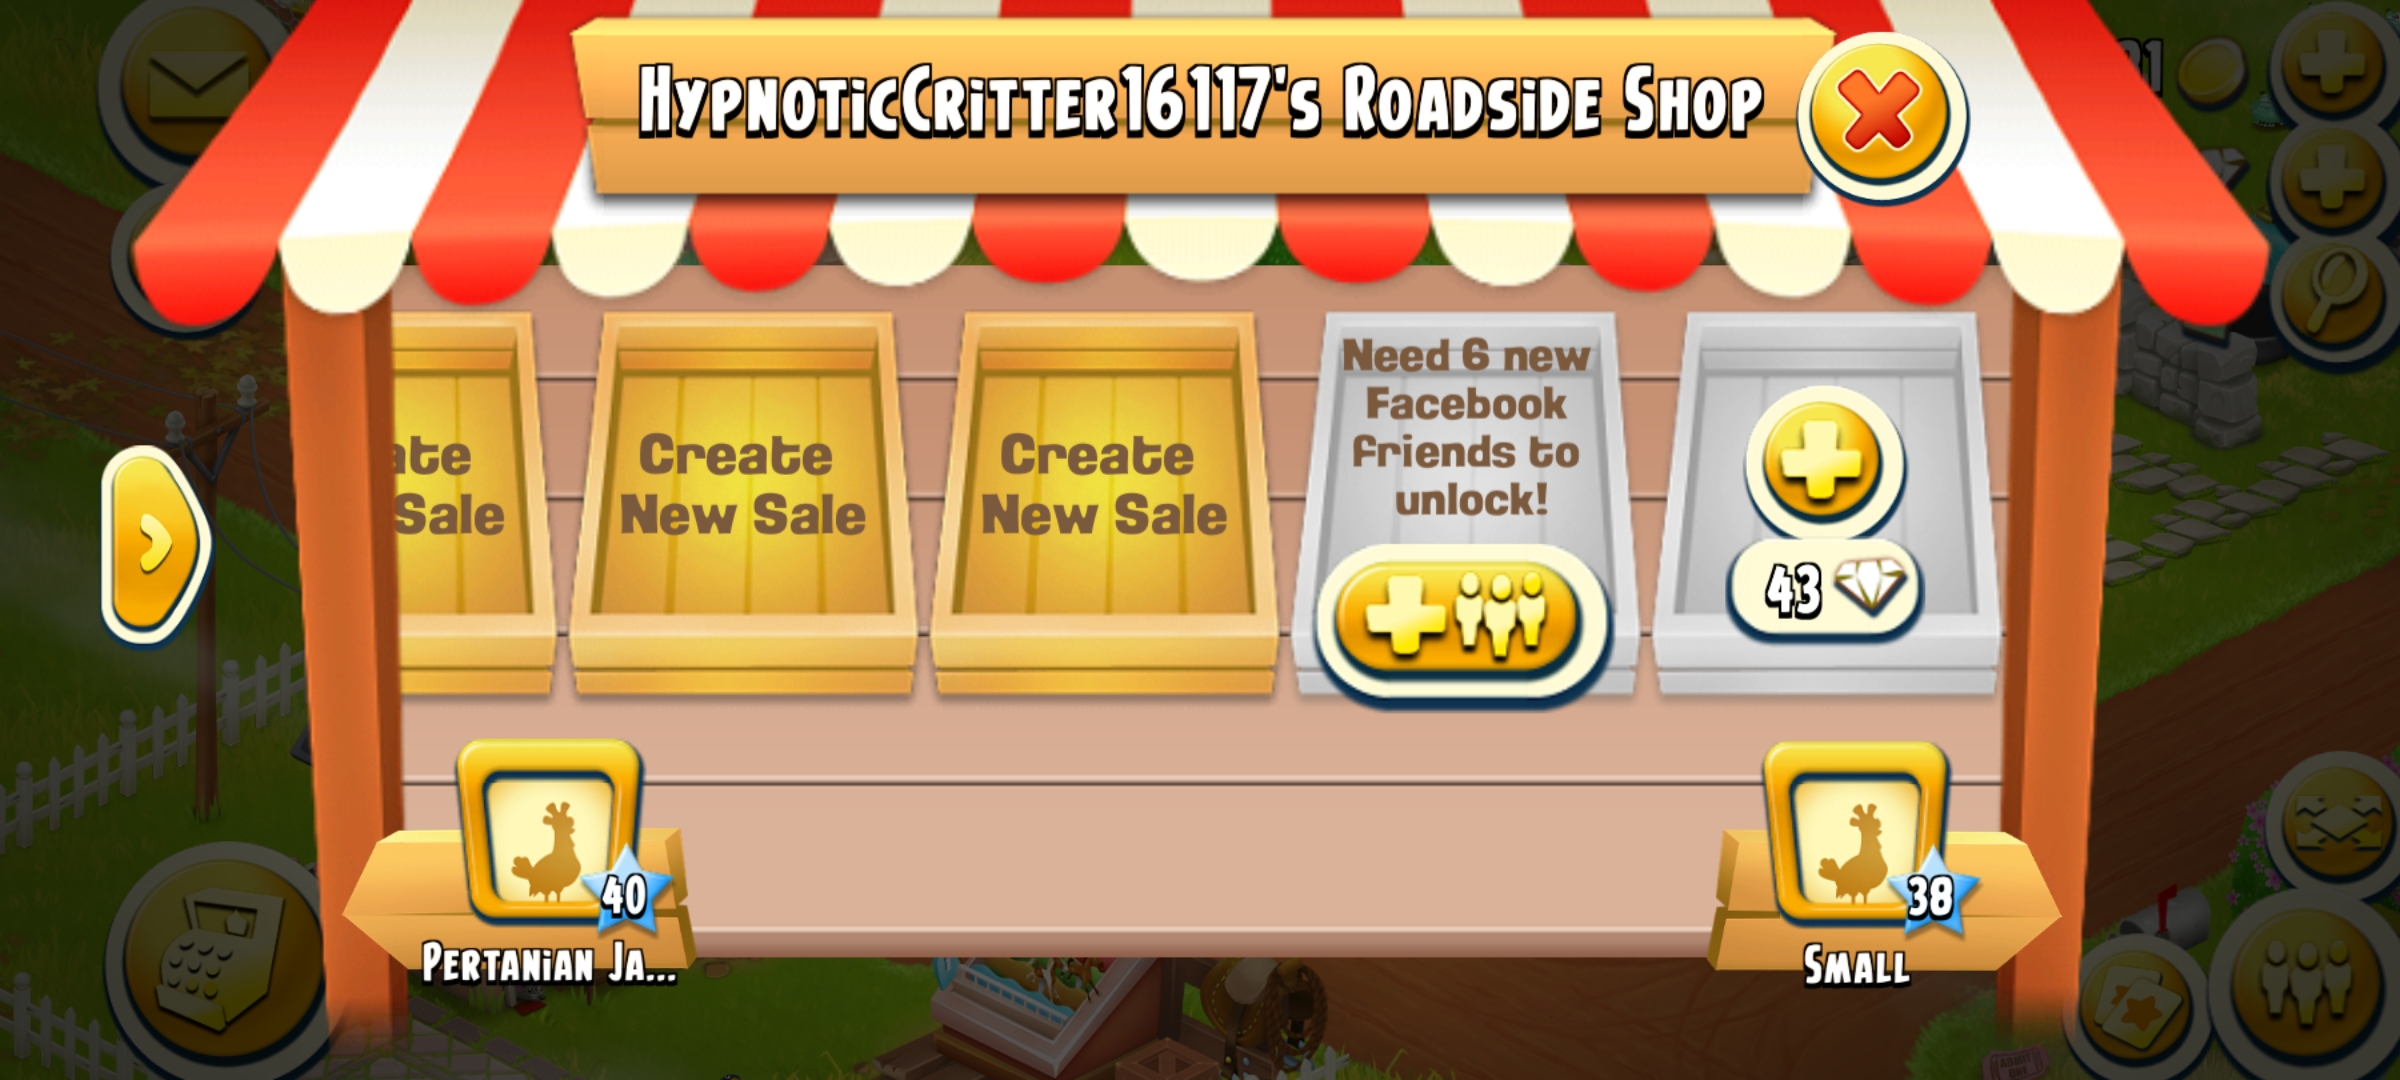 HypnoticCritter16117's Roadside Shop
ate
Sale
Create
New Sale
Create
New Sale
Need 6 new
Facebook
friends to
unlock!
43
40
Pertanian Ja...
38
Small